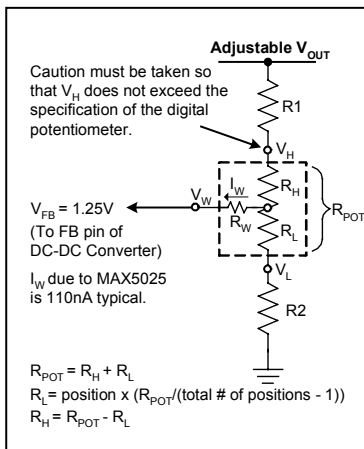 Adjustable V_OUT
Caution must be taken so
that V_H does not exceed the
specification of the digital
potentiometer.
R1
V_H
I_W
V_W
R_H
R_POT
V_FB = 1.25V
R_W
R_L
(To FB pin of
DC-DC Converter)
V_L
I_W due to MAX5025
is 110nA typical.
R2
R_POT = R_H + R_L
R_L= position x (R_POT/(total # of positions - 1))
R_H = R_POT - R_L